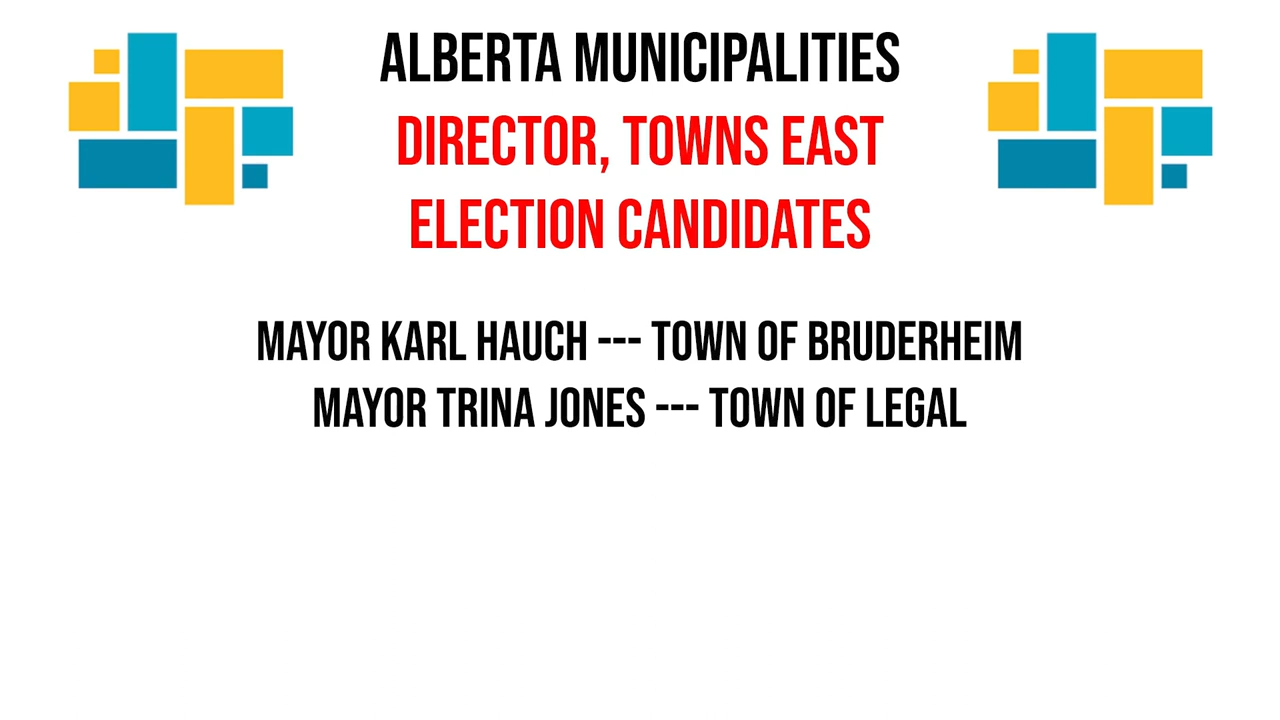 ALBERTA MUNICIPALITIES
DIRECTOR, TOWNS EAST
ELECTION CANDIDATES
MAYOR KARL HAUCH --- TOWN OF BRUDERHEIM
MAYOR TRINA JONES --- TOWN OF LEGAL